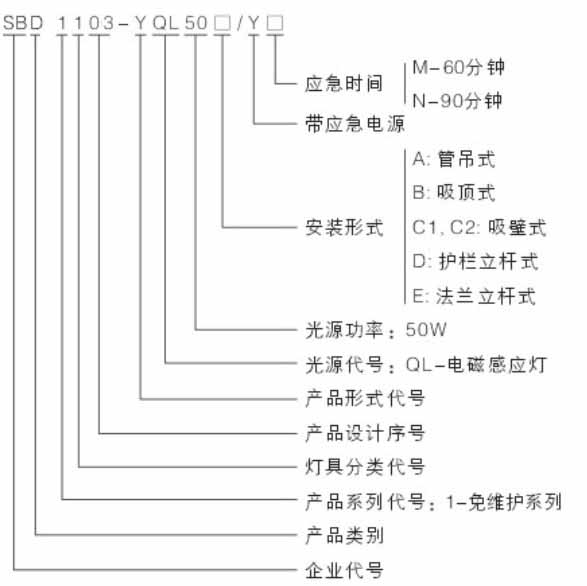 SBD 1103-YQL50□/Y□
应急时间
M-60分钟
N-90分钟
带应急电源
安装形式
A: 管吊式
B: 吸顶式
C1, C2: 吸壁式
D: 护栏立杆式
E: 法兰立杆式
光源功率：50W
光源代号：QL-电磁感应灯
产品形式代号
产品设计序号
灯具分类代号
产品系列代号：1-免维护系列
产品类别
企业代号